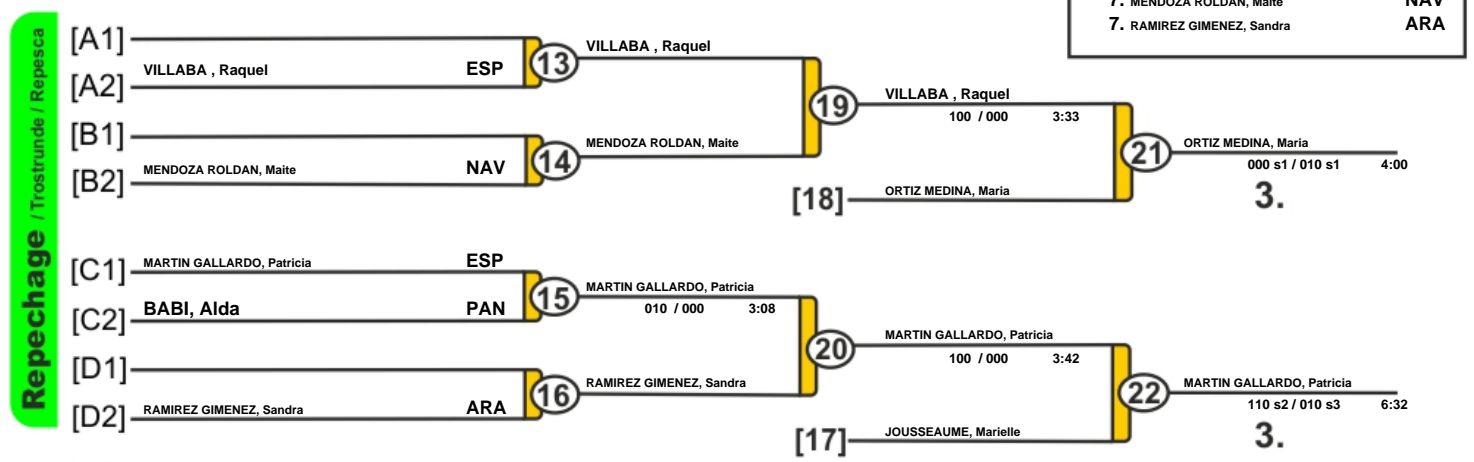 7. MENDOZA ROLDAN, Maite NAV
7. RAMIREZ GIMENEZ, Sandra ARA
Repechage / Trostrunde / Repesca
[A1]
VILLABA , Raquel ESP
[A2]
13
VILLABA , Raquel
[B1]
MENDOZA ROLDAN, Maite NAV
[B2]
14
MENDOZA ROLDAN, Maite
19
VILLABA , Raquel
100 / 000 3:33
[18]
ORTIZ MEDINA, Maria
21
ORTIZ MEDINA, Maria
000 s1 / 010 s1 4:00
3.
[C1]
MARTIN GALLARDO, Patricia ESP
BABI, Alda PAN
[C2]
15
MARTIN GALLARDO, Patricia
010 / 000 3:08
[D1]
RAMIREZ GIMENEZ, Sandra ARA
[D2]
16
RAMIREZ GIMENEZ, Sandra
20
MARTIN GALLARDO, Patricia
100 / 000 3:42
[17]
JOUSSEAUME, Marielle
22
MARTIN GALLARDO, Patricia
110 s2 / 010 s3 6:32
3.